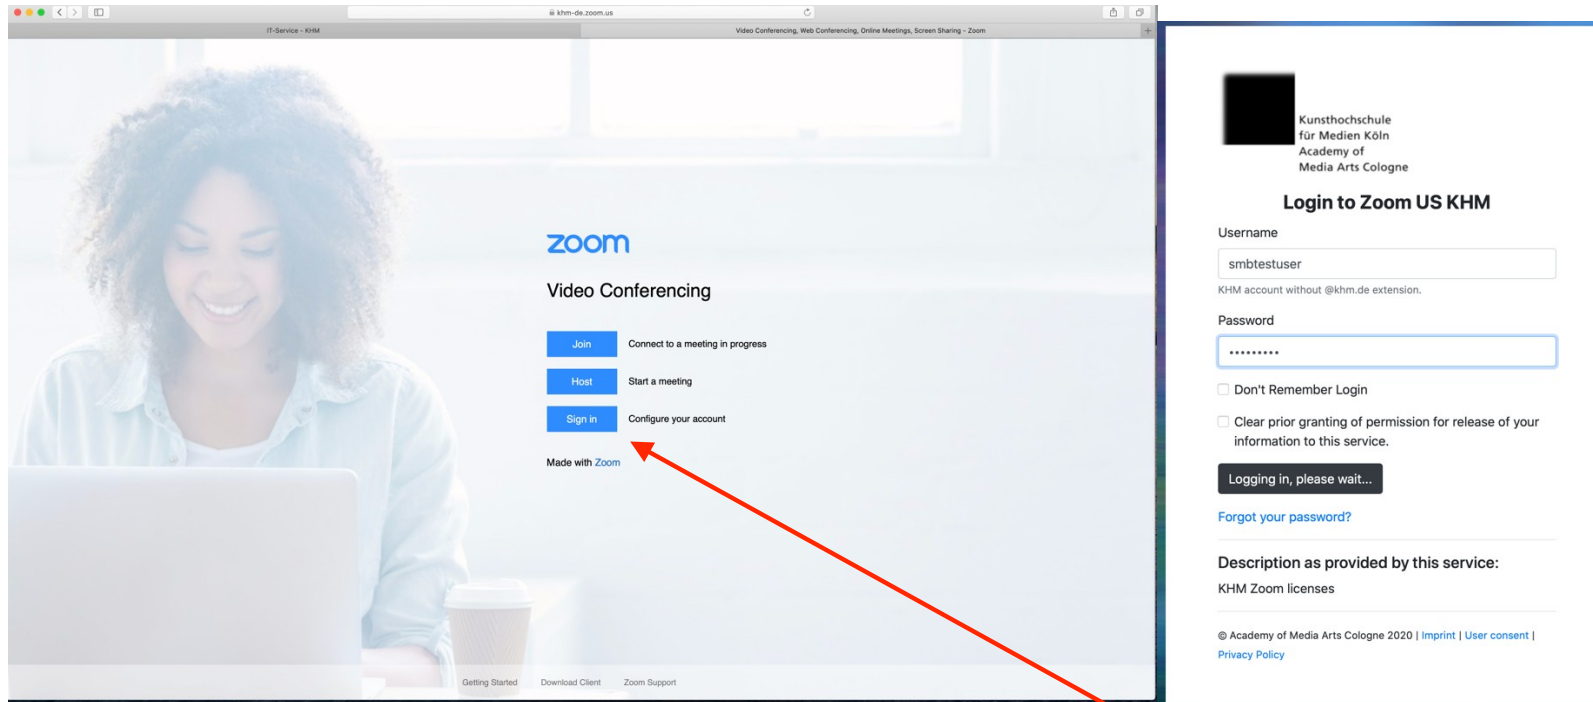 khm-de.zoom.us
IT-Service - KHM
Video Conferencing, Web Conferencing, Online Meetings, Screen Sharing - Zoom
zoom
Video Conferencing
Join Connect to a meeting in progress
Host Start a meeting
Sign in Configure your account
Made with Zoom
Getting Started Download Client Zoom Support
Kunsthochschule
für Medien Köln
Academy of
Media Arts Cologne
Login to Zoom US KHM
Username
smbtestuser
KHM account without @khm.de extension.
Password
•••••••••
Don't Remember Login
Clear prior granting of permission for release of your
information to this service.
Logging in, please wait...
Forgot your password?
Description as provided by this service:
KHM Zoom licenses
© Academy of Media Arts Cologne 2020 | Imprint | User consent |
Privacy Policy